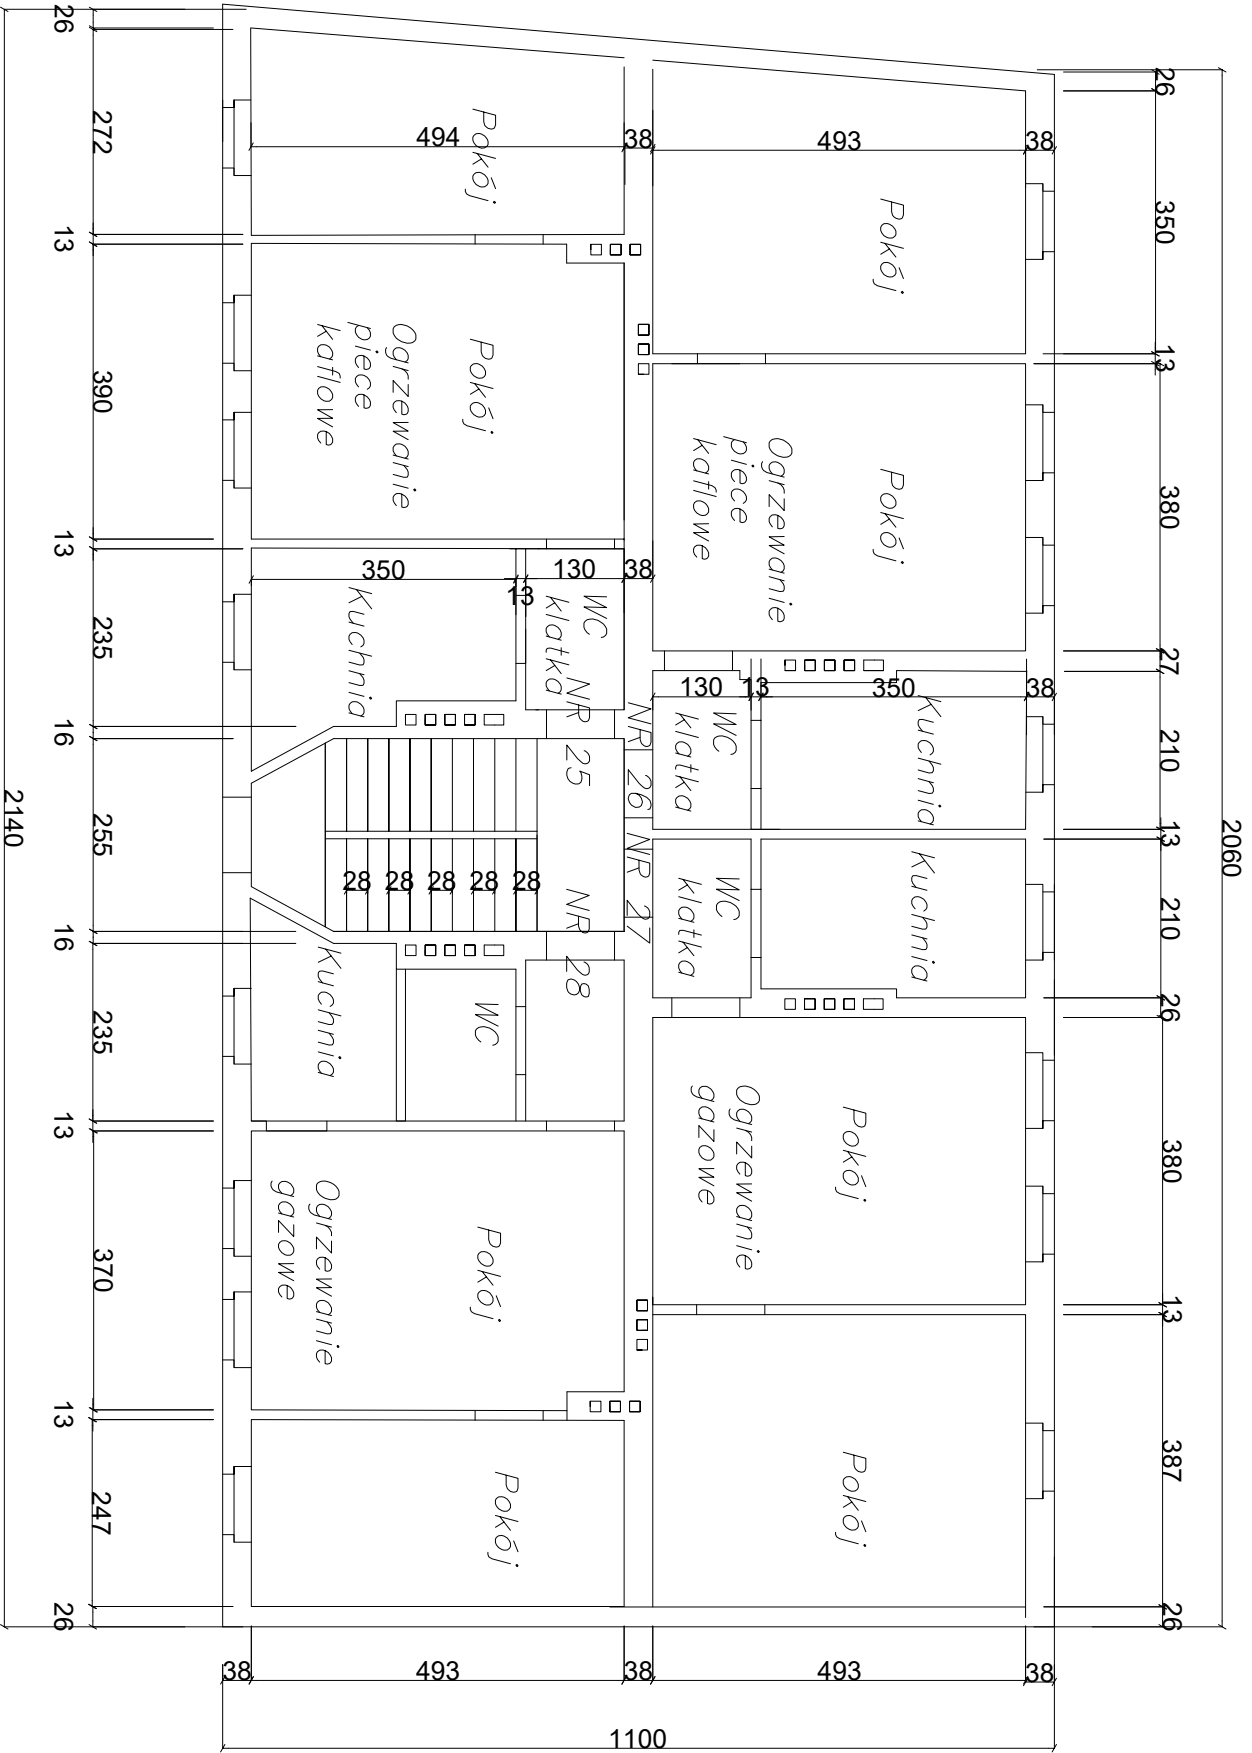 2060
26
350
13
380
27
210
13
210
26
380
13
387
26
Pokój
493
38
Pokój
Ogrzewanie
piece
kaflowe
130
13
350
38
Kuchnia
WC
klatka
NR 26
Kuchnia
WC
klatka
NR 27
Pokój
Ogrzewanie
gazowe
Pokój
Pokój
494
38
Pokój
Ogrzewanie
piece
kaflowe
350
13
130
38
WC
klatka
Kuchnia
NR 25
28
28
28
28
28
NR 28
WC
Kuchnia
Pokój
Ogrzewanie
gazowe
Pokój
26
272
13
390
13
235
16
255
16
235
13
370
13
247
26
2140
38
493
38
493
38
1100